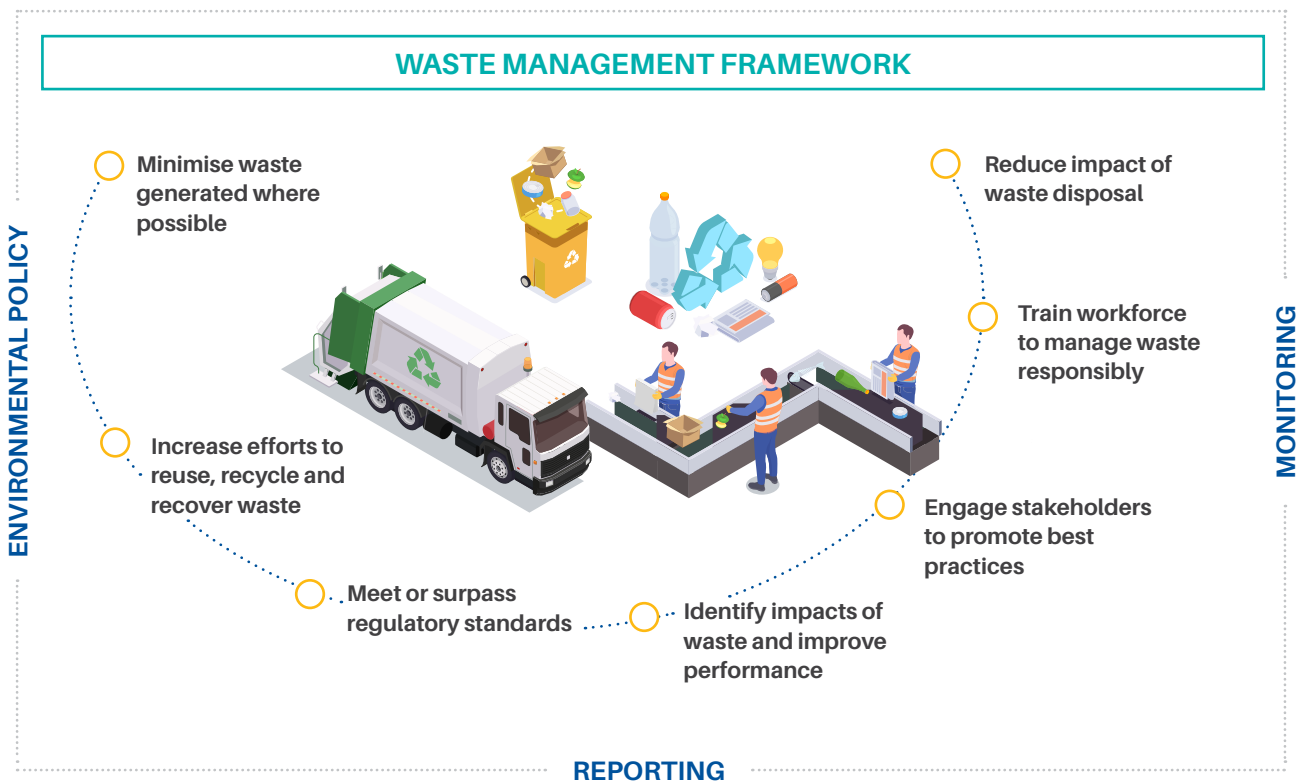 WASTE MANAGEMENT FRAMEWORK
Minimise waste
generated where
possible
Increase efforts to
reuse, recycle and
recover waste
Meet or surpass
regulatory standards
Identify impacts of
waste and improve
performance
Engage stakeholders
to promote best
practices
Train workforce
to manage waste
responsibly
Reduce impact of
waste disposal
ENVIRONMENTAL POLICY
REPORTING
MONITORING